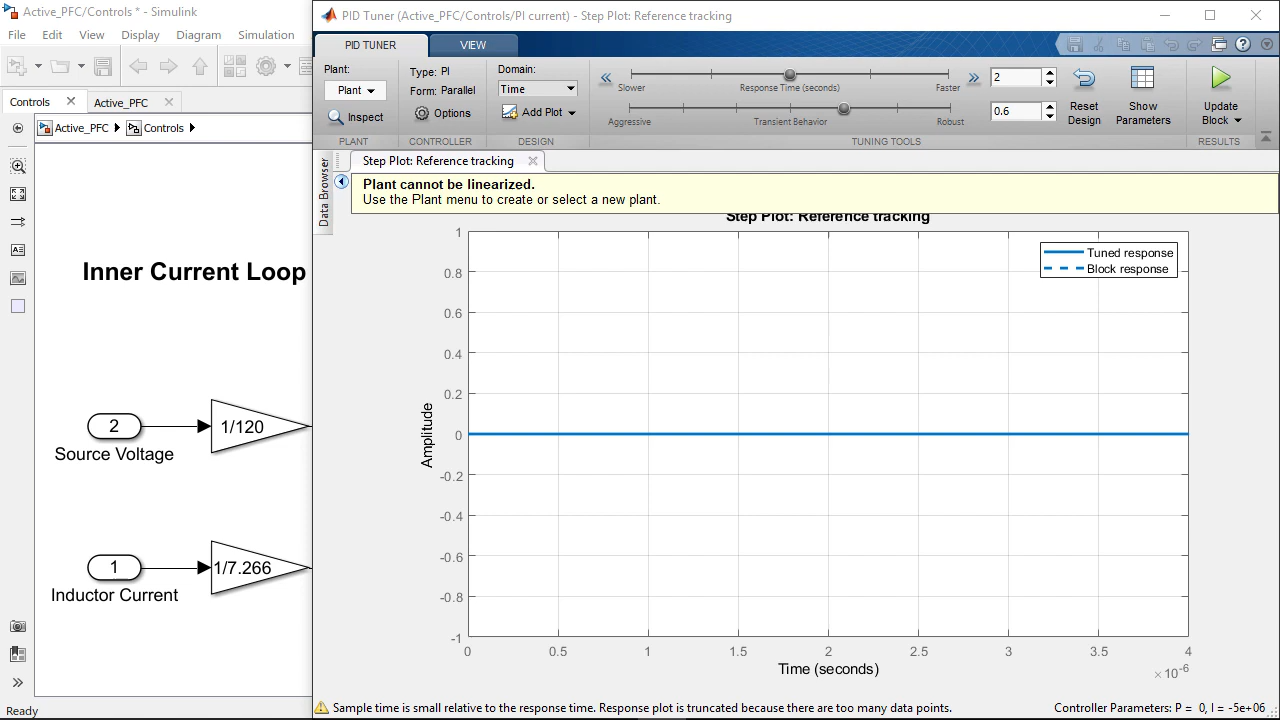 Active_PFC/Controls * - Simulink
File Edit View Display Diagram Simulation
Controls
Active_PFC
Active_PFC
Controls
Inner Current Loop
2
Source Voltage
1/120
1
Inductor Current
1/7.266
Ready
PID Tuner (Active_PFC/Controls/PI current) - Step Plot: Reference tracking
PID TUNER
VIEW
Plant:
Plant
Inspect
PLANT
Type: PI
Form: Parallel
Options
CONTROLLER
Domain:
Time
Add Plot
DESIGN
Slower
Response Time (seconds)
Faster
2
Aggressive
Transient Behavior
Robust
0.6
Reset
Design
Show
Parameters
TUNING TOOLS
Update
Block
RESULTS
Data Browser
Step Plot: Reference tracking
Plant cannot be linearized.
Use the Plant menu to create or select a new plant.
Step Plot: Reference tracking
Tuned response
Block response
Amplitude
1
0.8
0.6
0.4
0.2
0
-0.2
-0.4
-0.6
-0.8
-1
0 0.5 1 1.5 2 2.5 3 3.5 4
Time (seconds)
×10⁻⁶
Sample time is small relative to the response time. Response plot is truncated because there are too many data points.
Controller Parameters: P = 0, I = -5e+06,